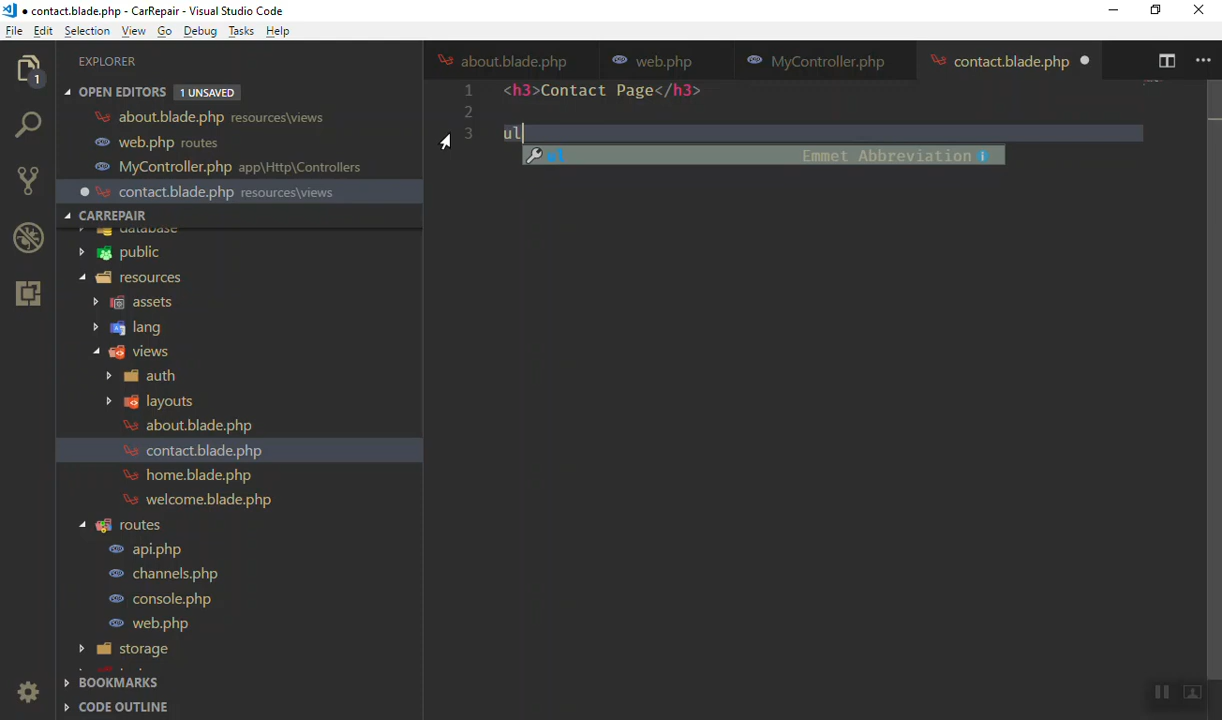 contact.blade.php - CarRepair - Visual Studio Code
File Edit Selection View Go Debug Tasks Help
1
EXPLORER
OPEN EDITORS 1 UNSAVED
about.blade.php resources\views
web.php routes
MyController.php app\Http\Controllers
contact.blade.php resources\views
CARREPAIR
database
public
resources
assets
lang
views
auth
layouts
about.blade.php
contact.blade.php
home.blade.php
welcome.blade.php
routes
api.php
channels.php
console.php
web.php
storage
BOOKMARKS
CODE OUTLINE
about.blade.php web.php MyController.php contact.blade.php
1 <h3>Contact Page</h3>
2
3 ul
ul Emmet Abbreviation